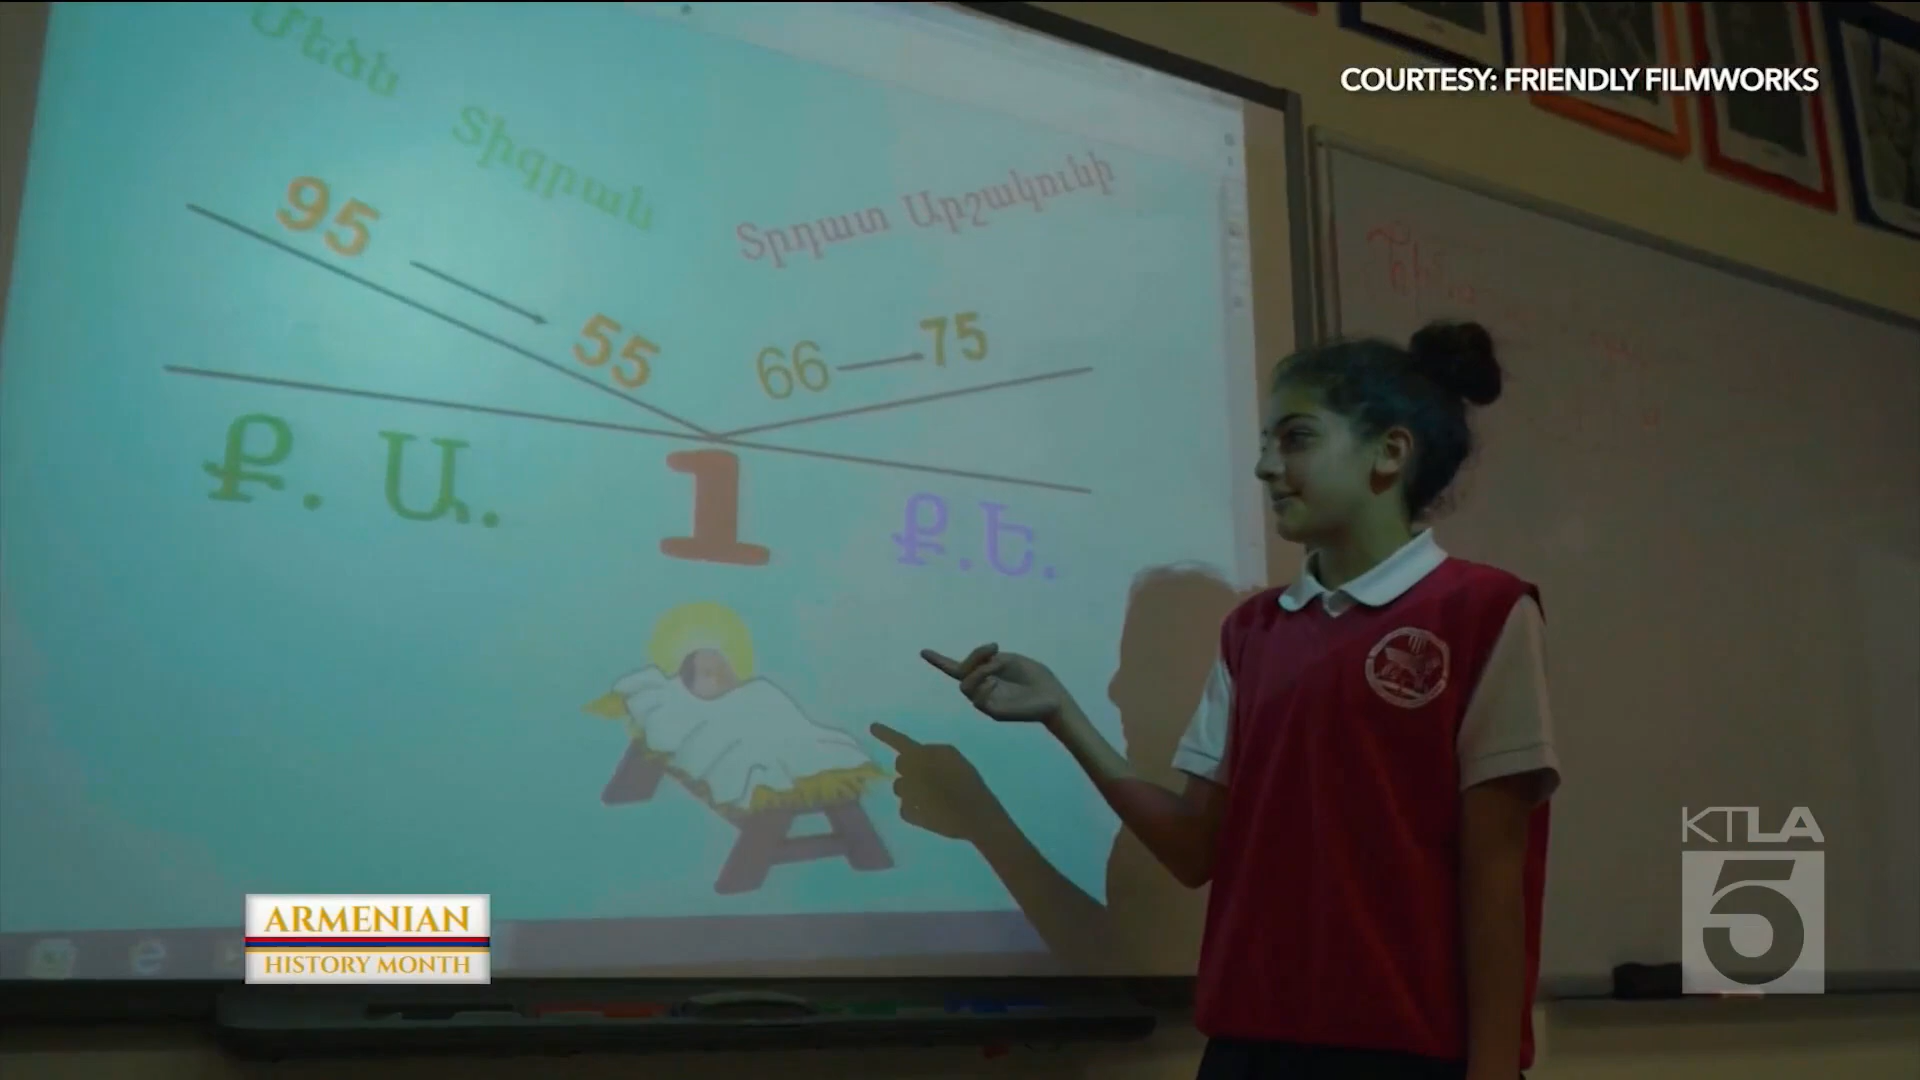 COURTESY: FRIENDLY FILMWORKS
Մեծն Տիգրան
Տրդատ Արշակունի
95 55
66 75
Ք. Ա. 1 Ք.Ե.
KTLA
5
ARMENIAN
HISTORY MONTH